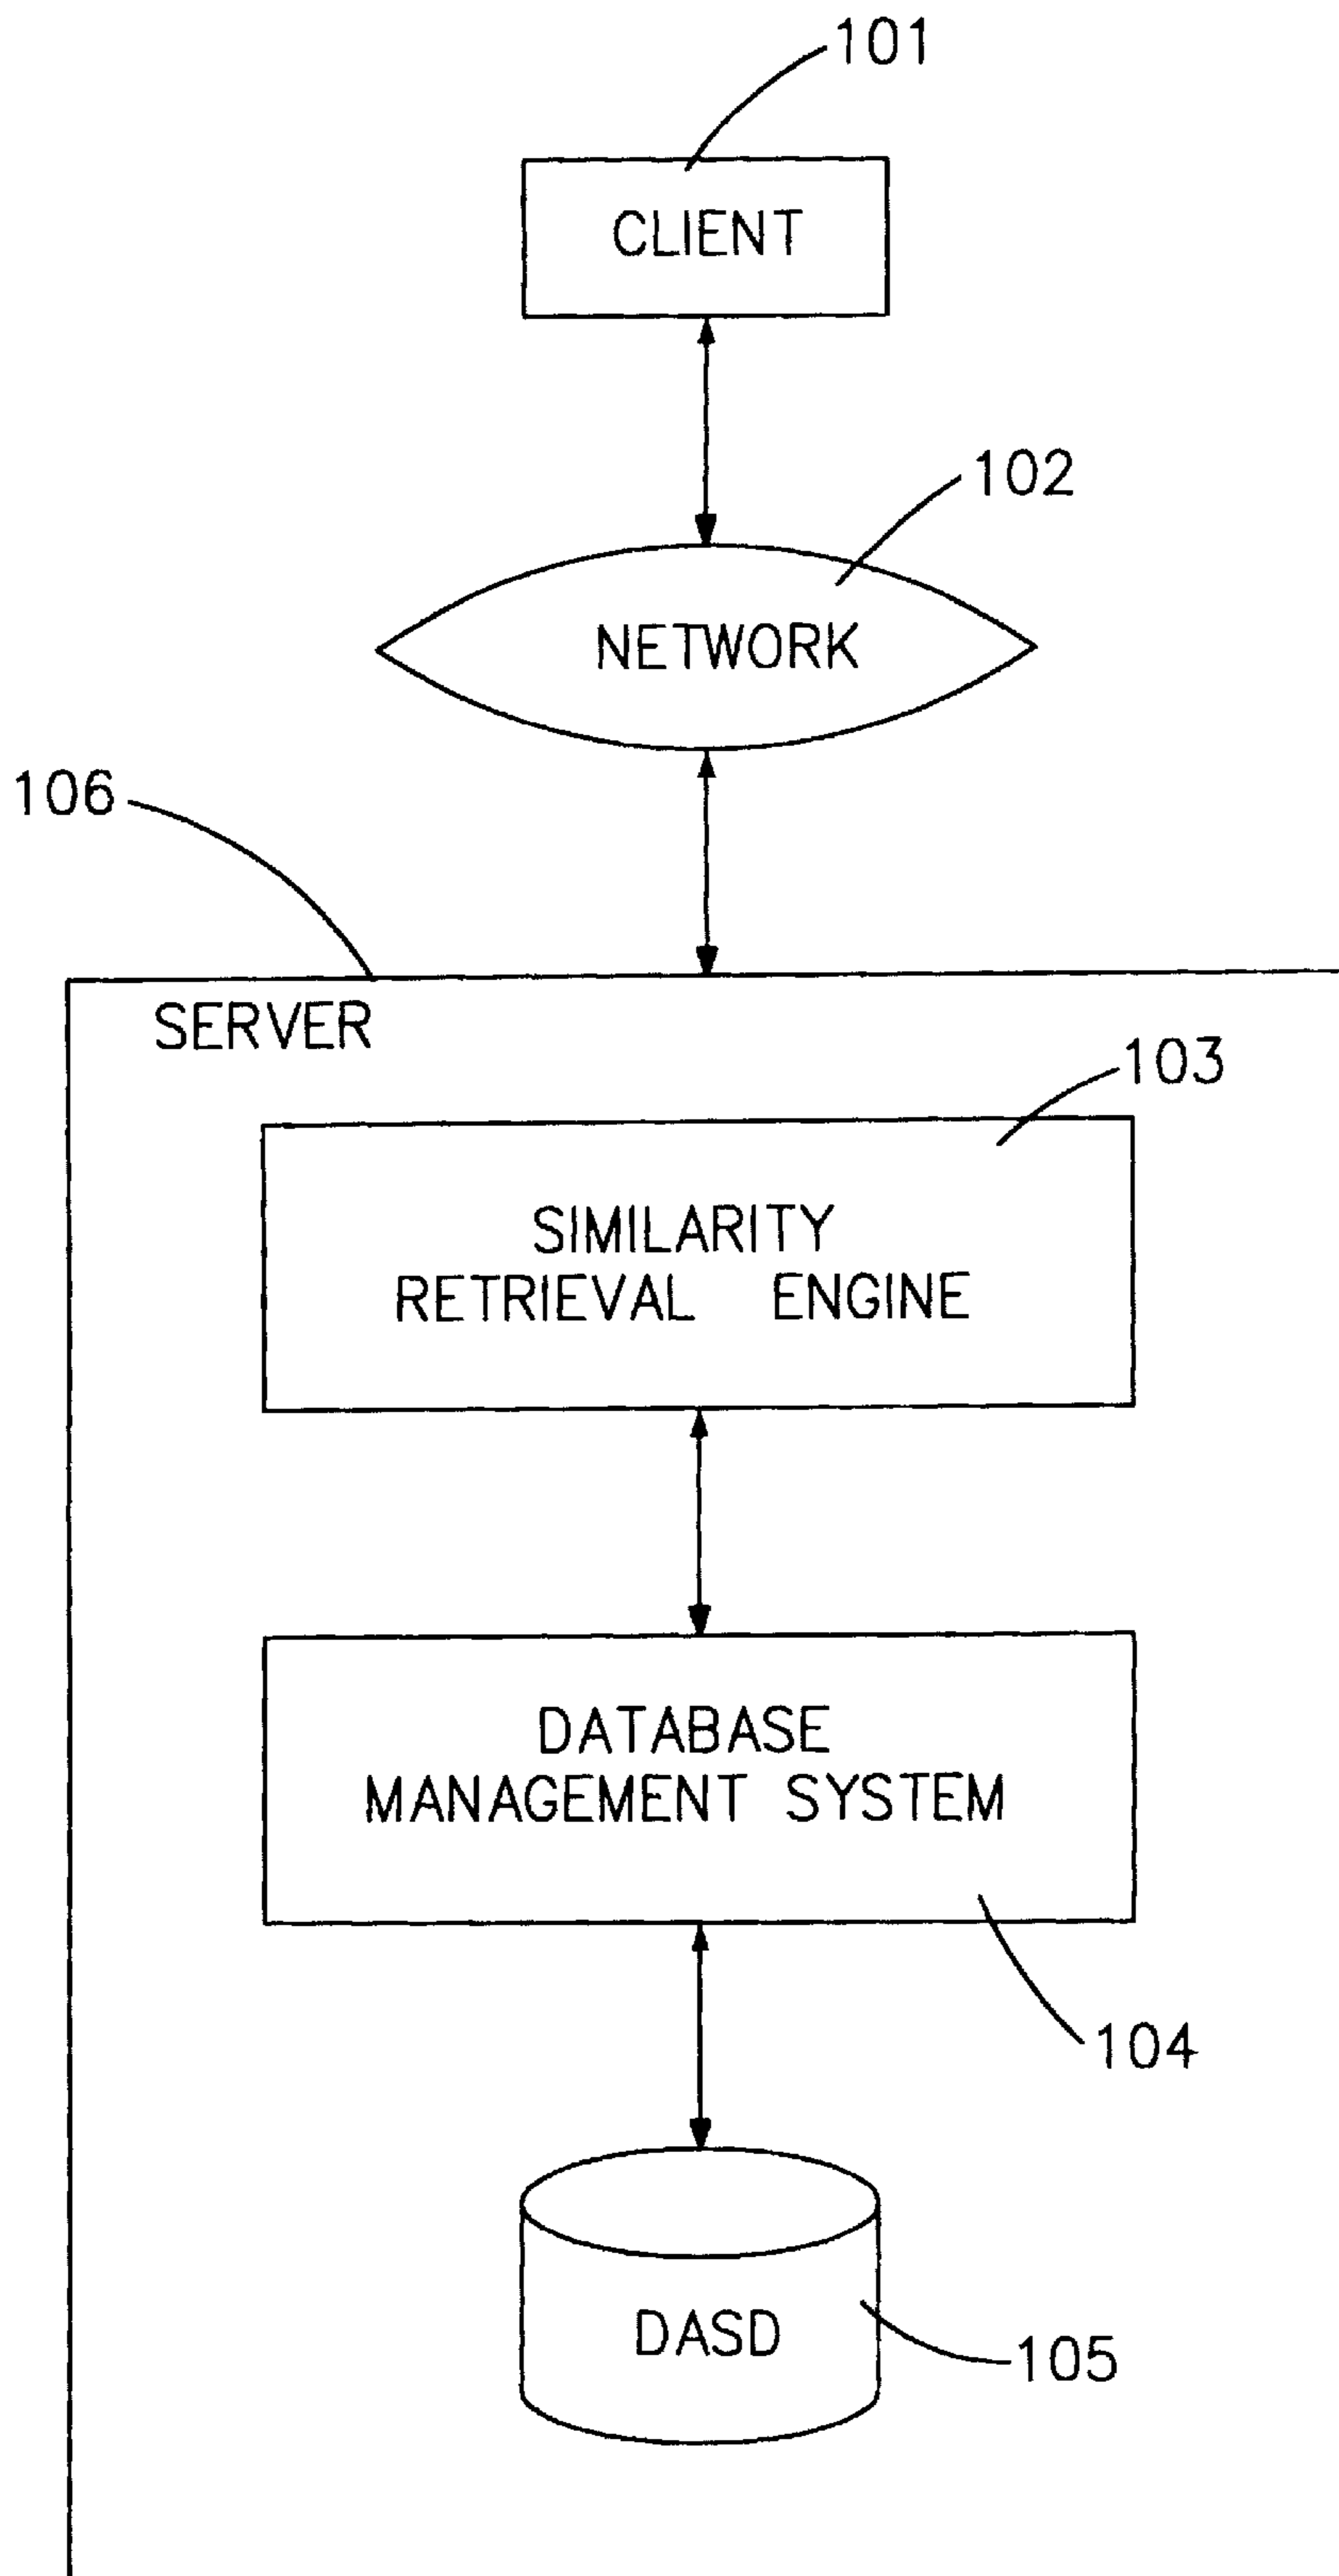 101
CLIENT
102
NETWORK
106
SERVER
103
SIMILARITY
RETRIEVAL ENGINE
DATABASE
MANAGEMENT SYSTEM
104
DASD
105